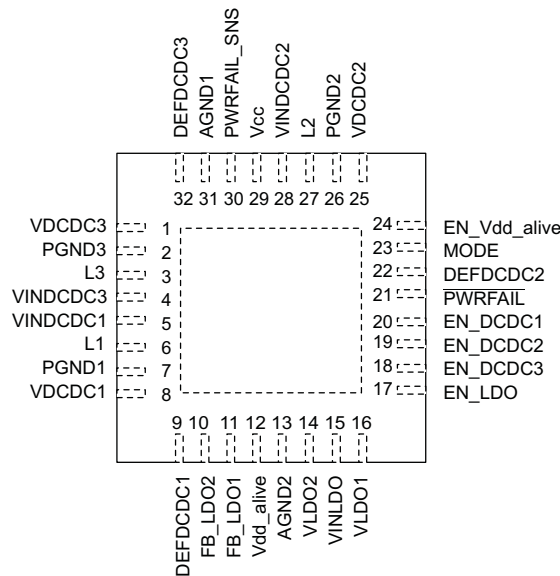 DEFDCDC3
AGND1
PWRFAIL_SNS
Vcc
VINDCDC2
L2
PGND2
VDCDC2
32 31 30 29 28 27 26 25
VDCDC3 1
PGND3 2
L3 3
VINDCDC3 4
VINDCDC1 5
L1 6
PGND1 7
VDCDC1 8
24 EN_Vdd_alive
23 MODE
22 DEFDCDC2
21 PWRFAIL
20 EN_DCDC1
19 EN_DCDC2
18 EN_DCDC3
17 EN_LDO
9 10 11 12 13 14 15 16
DEFDCDC1
FB_LDO2
FB_LDO1
Vdd_alive
AGND2
VLDO2
VINLDO
VLDO1